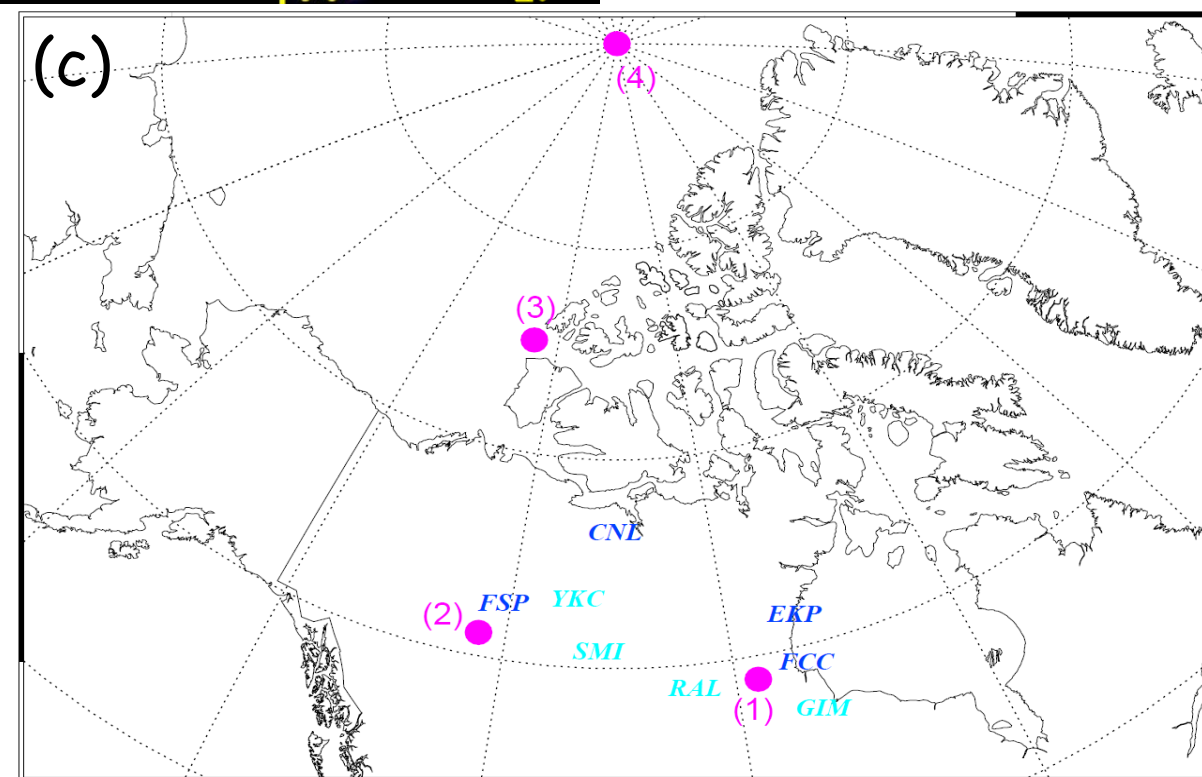 (c)
(4)
(3)
CNL
(2)
FSP
YKC
EKP
SMI
FCC
RAL
(1)
GIM